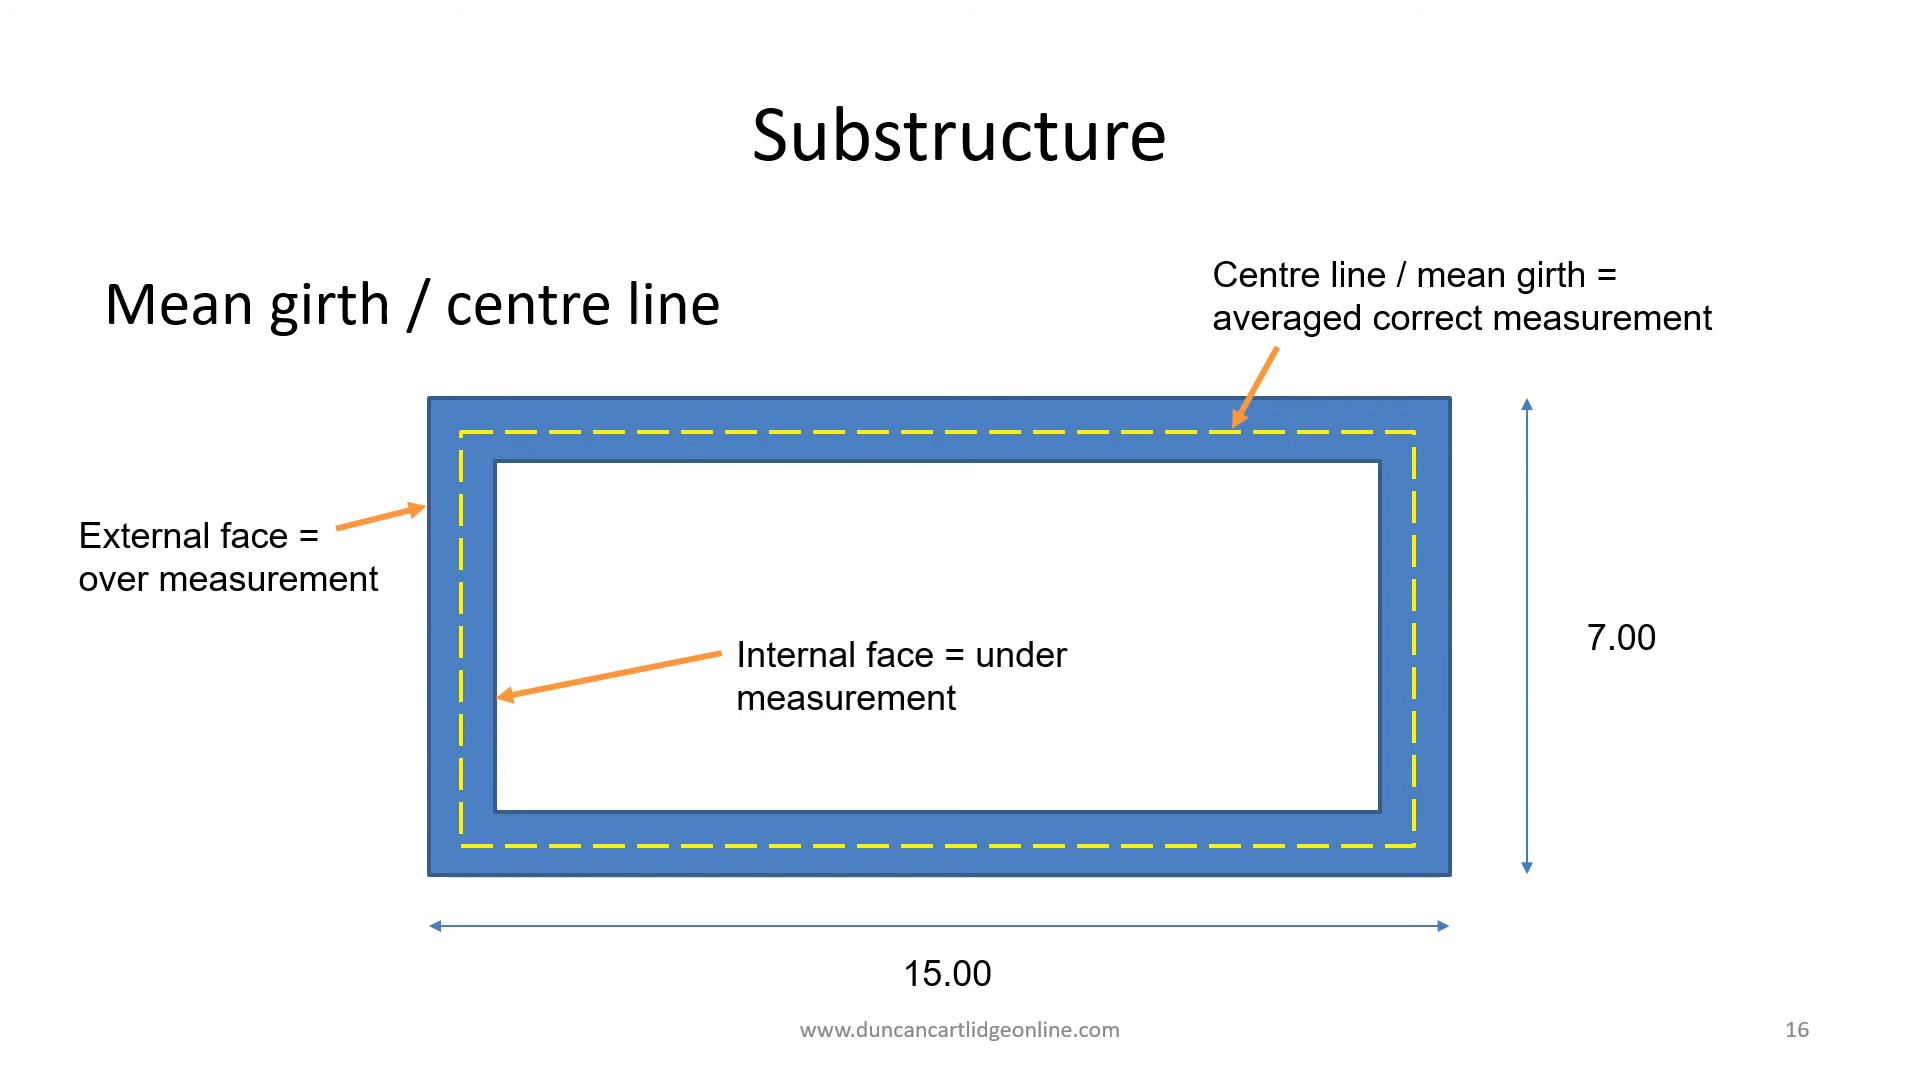 Substructure
Mean girth / centre line
Centre line / mean girth =
averaged correct measurement
External face =
over measurement
Internal face = under
measurement
7.00
15.00
www.duncancartlidgeonline.com
16